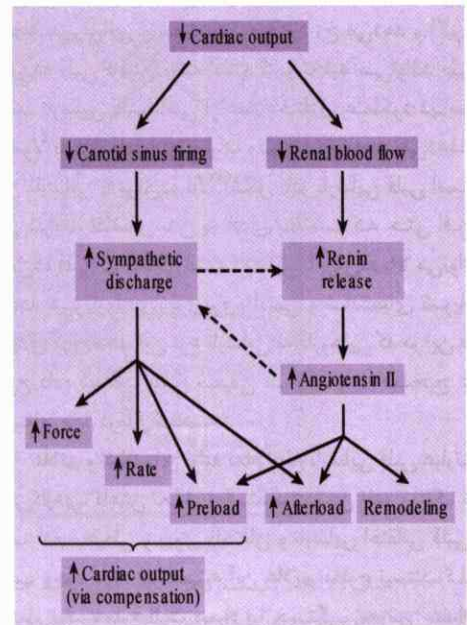 ↓ Cardiac output
↓ Carotid sinus firing
↓ Renal blood flow
↑ Sympathetic
discharge
↑ Renin
release
↑ Angiotensin II
↑ Force
↑ Rate
↑ Preload
↑ Afterload
Remodeling
↑ Cardiac output
(via compensation)